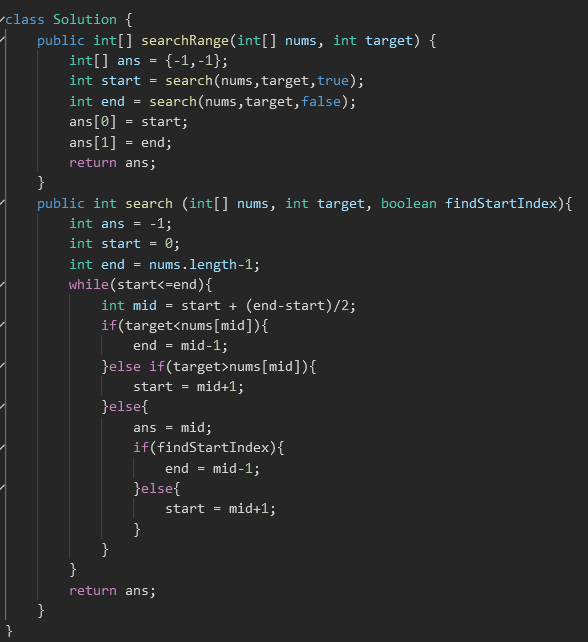 class Solution {
    public int[] searchRange(int[] nums, int target) {
        int[] ans = {-1,-1};
        int start = search(nums,target,true);
        int end = search(nums,target,false);
        ans[0] = start;
        ans[1] = end;
        return ans;
    }
    public int search (int[] nums, int target, boolean findStartIndex){
        int ans = -1;
        int start = 0;
        int end = nums.length-1;
        while(start<=end){
            int mid = start + (end-start)/2;
            if(target<nums[mid]){
                end = mid-1;
            }else if(target>nums[mid]){
                start = mid+1;
            }else{
                ans = mid;
                if(findStartIndex){
                    end = mid-1;
                }else{
                    start = mid+1;
                }
            }
        }
        return ans;
    }
}